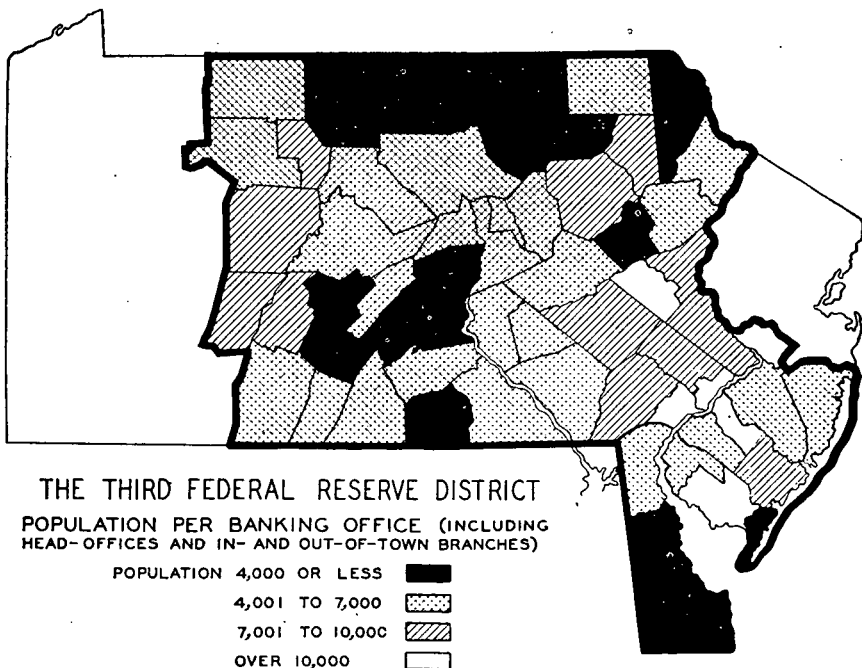 THE THIRD FEDERAL RESERVE DISTRICT
POPULATION PER BANKING OFFICE (INCLUDING
HEAD-OFFICES AND IN- AND OUT-OF-TOWN BRANCHES)
POPULATION 4,000 OR LESS
4,001 TO 7,000
7,001 TO 10,000
OVER 10,000